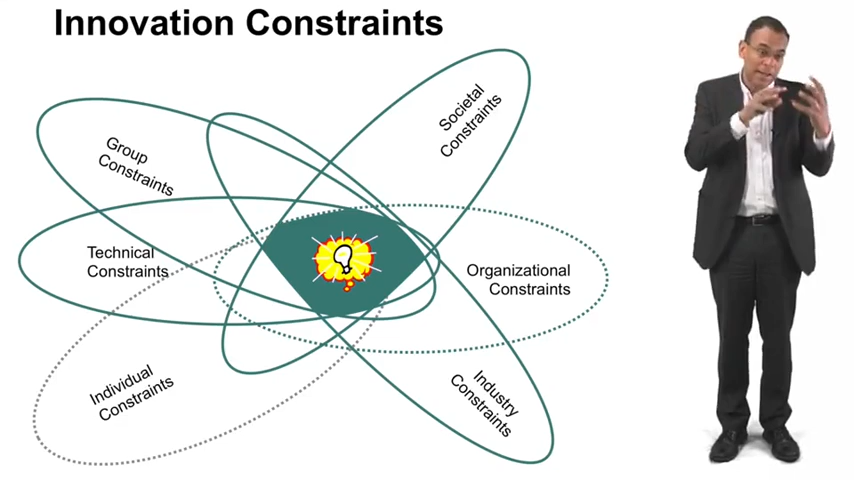 Innovation Constraints
Societal
Constraints
Group
Constraints
Technical
Constraints
Organizational
Constraints
Individual
Constraints
Industry
Constraints